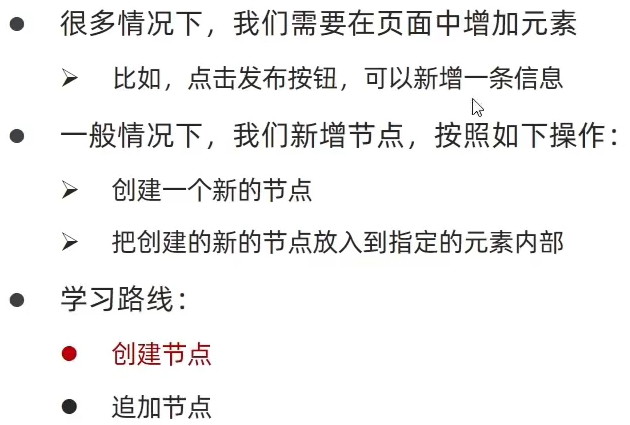 很多情况下，我们需要在页面中增加元素
比如，点击发布按钮，可以新增一条信息
一般情况下，我们新增节点，按照如下操作：
创建一个新的节点
把创建的新的节点放入到指定的元素内部
学习路线：
创建节点
追加节点